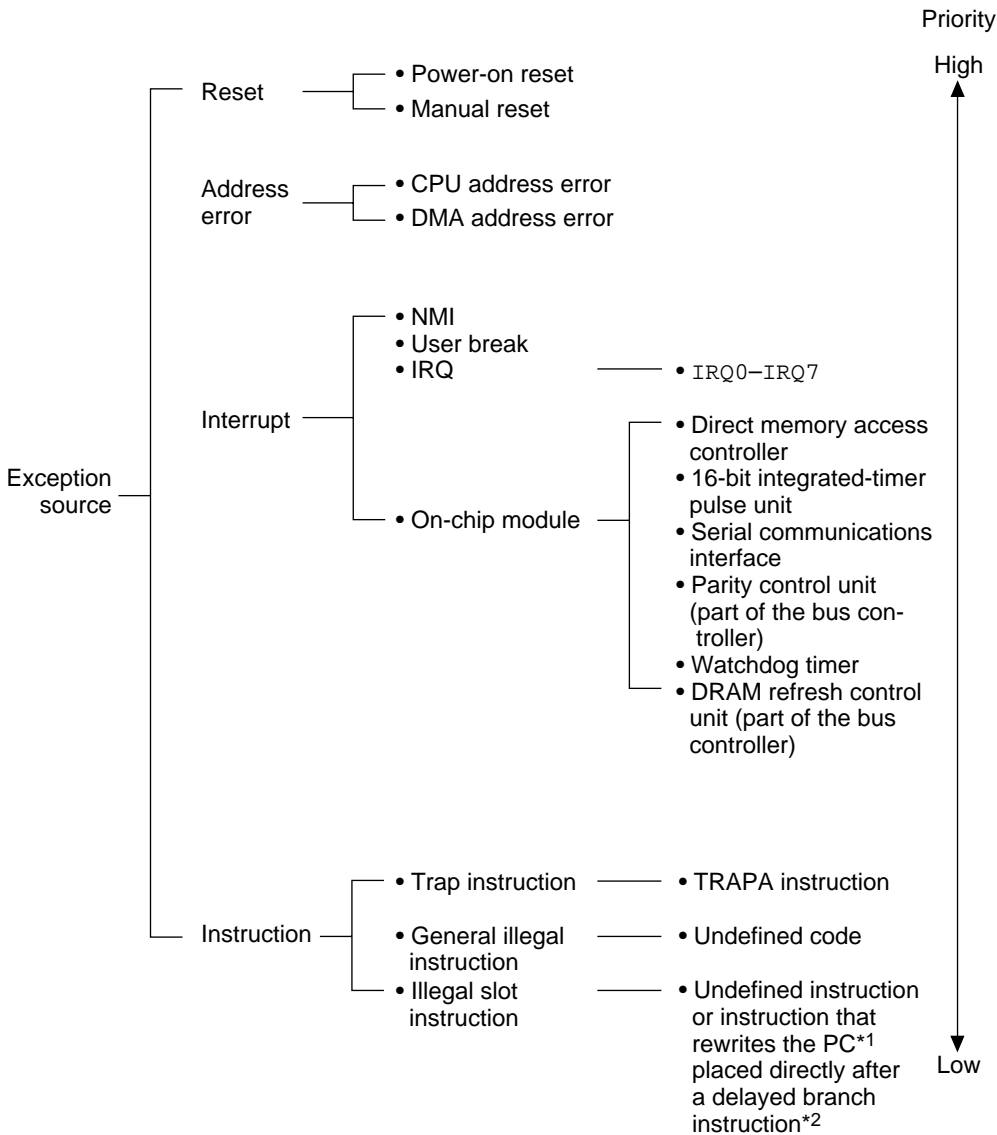 Priority
High
Reset
• Power-on reset
• Manual reset
Address
error
• CPU address error
• DMA address error
Interrupt
• NMI
• User break
• IRQ
• IRQ0–IRQ7
• On-chip module
• Direct memory access
controller
• 16-bit integrated-timer
pulse unit
• Serial communications
interface
• Parity control unit
(part of the bus con-
troller)
• Watchdog timer
• DRAM refresh control
unit (part of the bus
controller)
Exception
source
Instruction
• Trap instruction
• TRAPA instruction
• General illegal
instruction
• Undefined code
• Illegal slot
instruction
• Undefined instruction
or instruction that
rewrites the PC*1
placed directly after
a delayed branch
instruction*2
Low